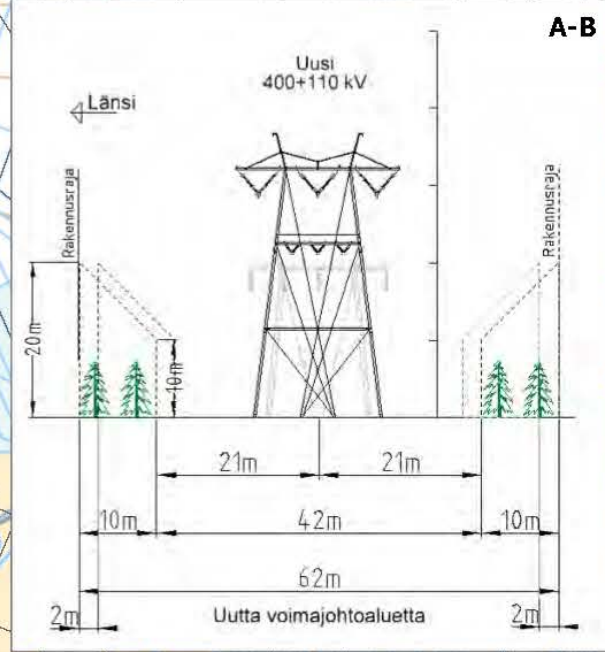 A-B
Uusi
400+110 kV
Länsi
Rakennusraja
Rakennusraja
20m
10m
21m
21m
10m
42m
10m
62m
2m
Uutta voimajohtoaluetta
2m